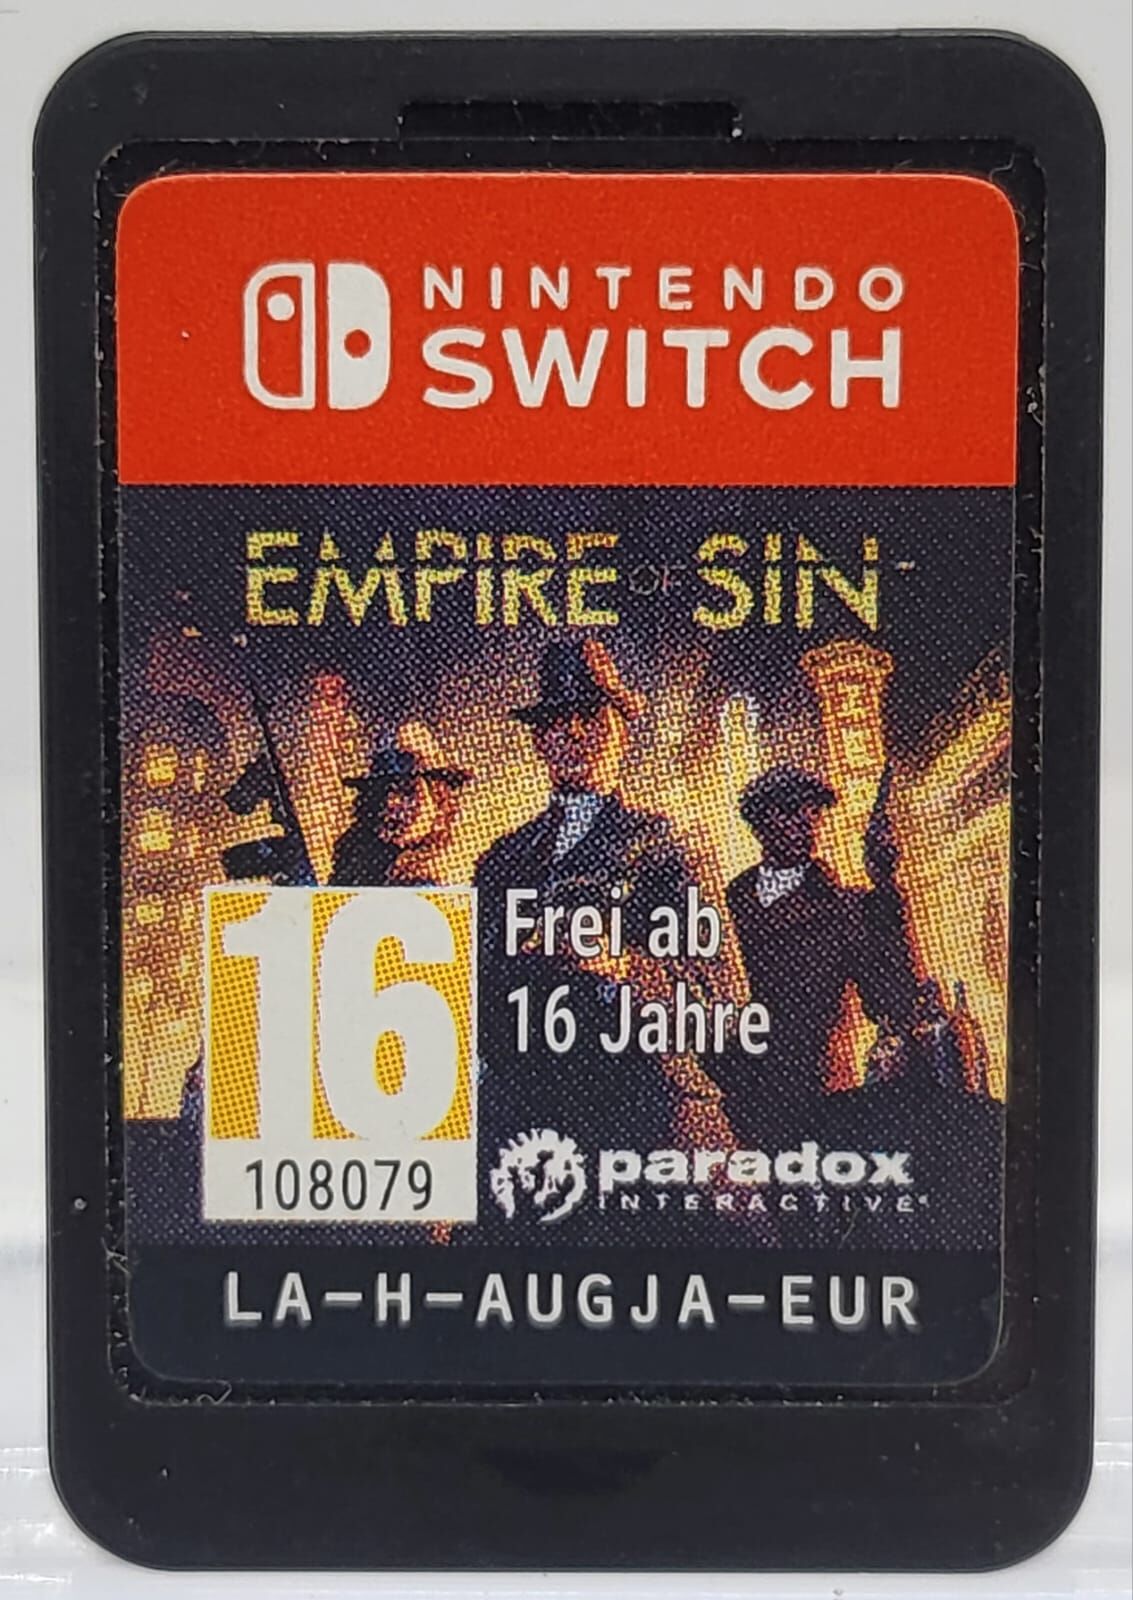 NINTENDO
SWITCH
EMPIRE OF SIN
16
Frei ab
16 Jahre
108079
paradox
INTERACTIVE
LA-H-AUGJA-EUR